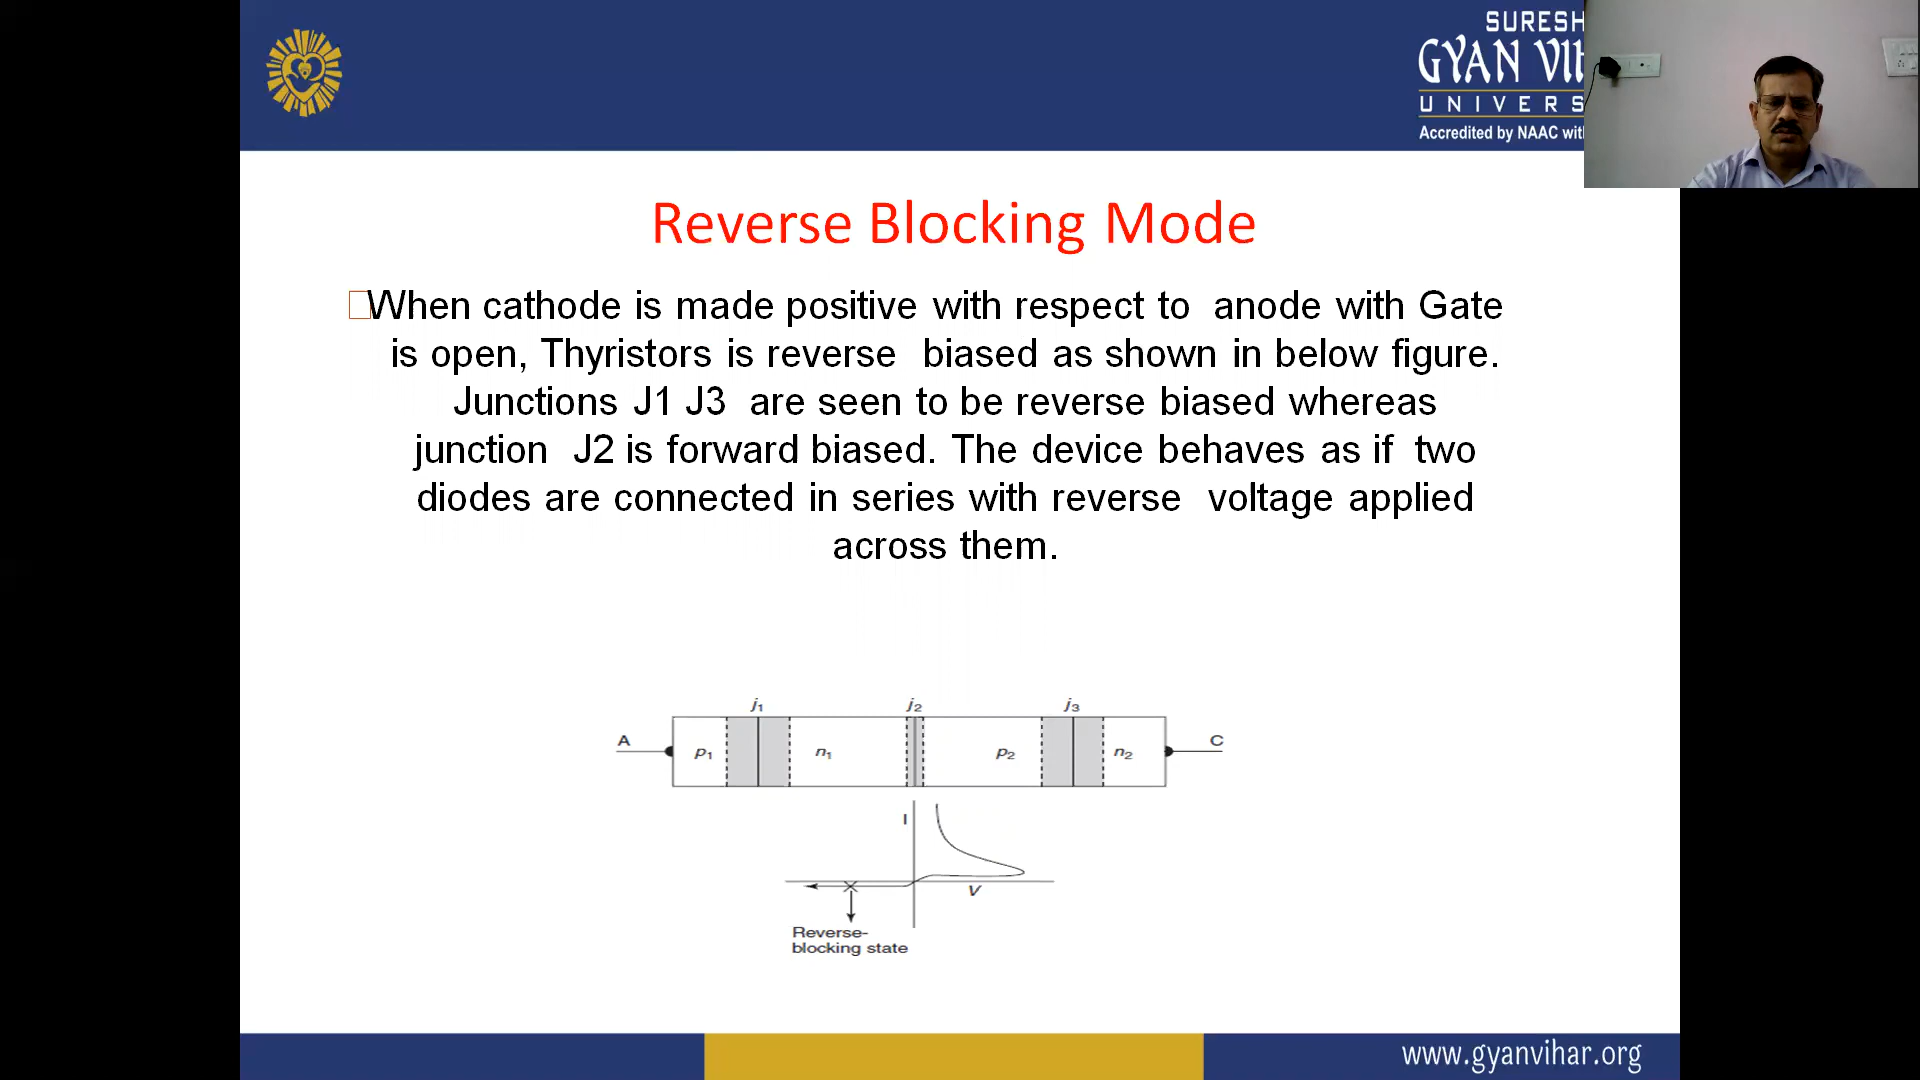 SURESH
GYAN VIH
UNIVERS
Accredited by NAAC with
Reverse Blocking Mode
When cathode is made positive with respect to anode with Gate
is open, Thyristors is reverse biased as shown in below figure.
Junctions J1 J3 are seen to be reverse biased whereas
junction J2 is forward biased. The device behaves as if two
diodes are connected in series with reverse voltage applied
across them.
j1 j2 j3
A p1 n1 p2 n2 C
I
V
Reverse-
blocking state
www.gyanvihar.org